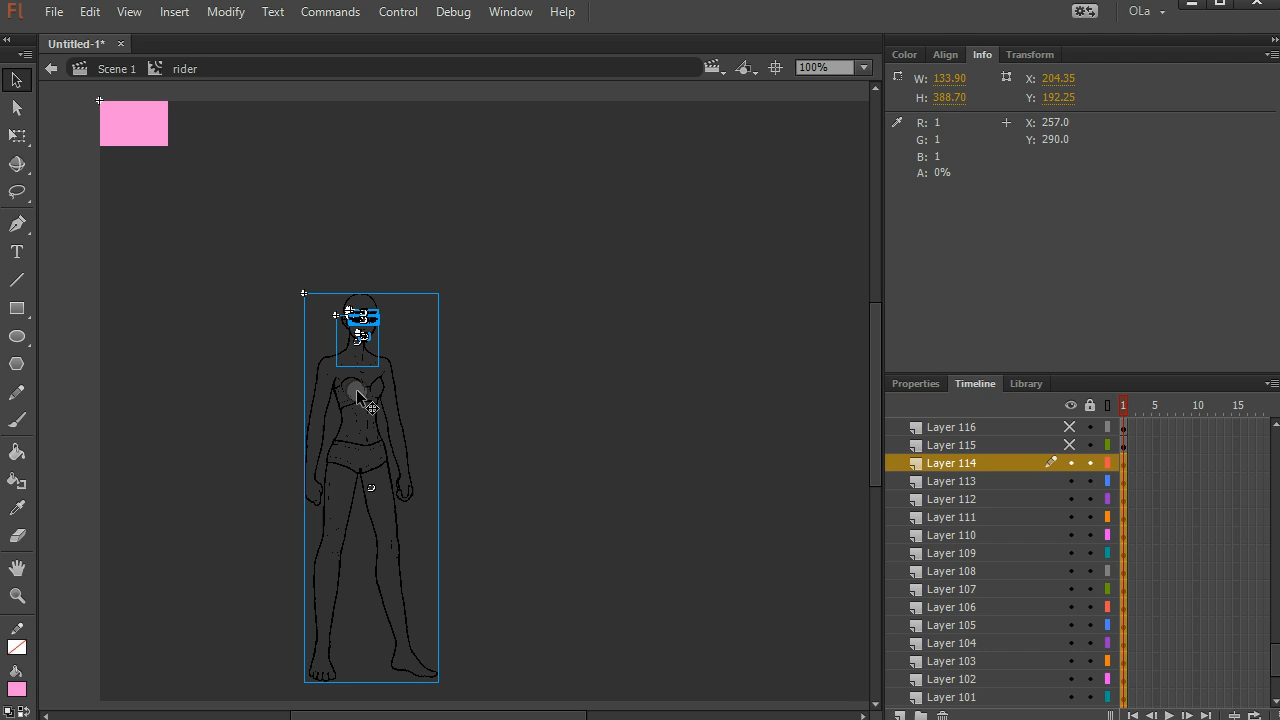 Fl File Edit View Insert Modify Text Commands Control Debug Window Help OLa
Untitled-1* ×
Scene 1 rider 100%
Color Align Info Transform
W: 133.90 X: 204.35
H: 388.70 Y: 192.25
R: 1 X: 257.0
G: 1 Y: 290.0
B: 1
A: 0%
Properties Timeline Library
1 5 10 15
Layer 116
Layer 115
Layer 114
Layer 113
Layer 112
Layer 111
Layer 110
Layer 109
Layer 108
Layer 107
Layer 106
Layer 105
Layer 104
Layer 103
Layer 102
Layer 101